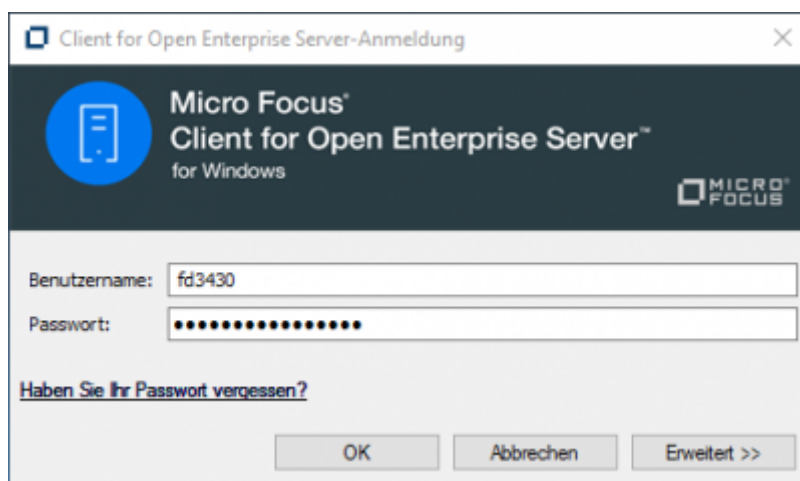 Client for Open Enterprise Server-Anmeldung
Micro Focus®
Client for Open Enterprise Server™
for Windows
MICRO®
FOCUS
Benutzername: fd3430
Passwort: ••••••••••••••••
Haben Sie Ihr Passwort vergessen?
OK Abbrechen Erweitert >>